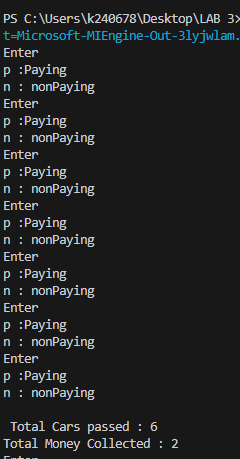 PS C:\Users\k240678\Desktop\LAB 3>
t=Microsoft-MIEngine-Out-3lyjwlam.
Enter
p :Paying
n : nonPaying
Enter
p :Paying
n : nonPaying
Enter
p :Paying
n : nonPaying
Enter
p :Paying
n : nonPaying
Enter
p :Paying
n : nonPaying
Enter
p :Paying
n : nonPaying
Enter
p :Paying
n : nonPaying
Total Cars passed : 6
Total Money Collected : 2
Enter